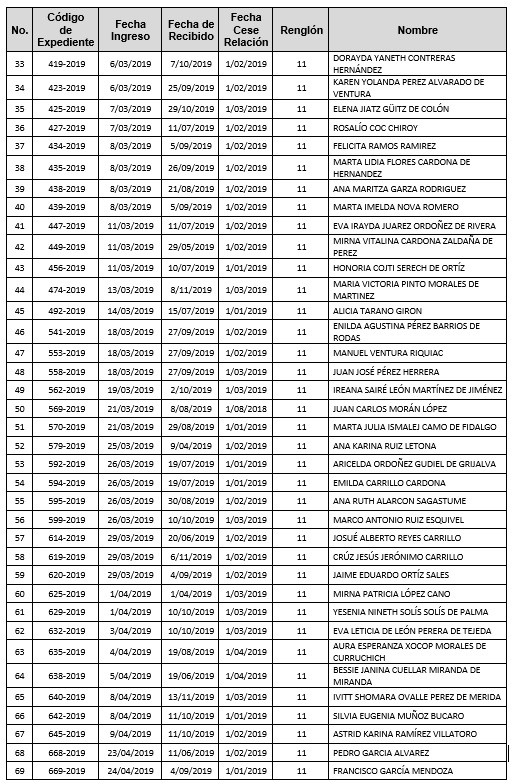 No. Código de Expediente Fecha Ingreso Fecha de Recibido Fecha Cese Relación Renglón Nombre
33 419-2019 6/03/2019 7/10/2019 1/02/2019 11 DORAYDA YANETH CONTRERAS HERNÁNDEZ
34 423-2019 6/03/2019 25/09/2019 1/02/2019 11 KAREN YOLANDA PEREZ ALVARADO DE VENTURA
35 425-2019 7/03/2019 29/10/2019 1/03/2019 11 ELENA JIATZ GÜITZ DE COLÓN
36 427-2019 7/03/2019 11/07/2019 1/02/2019 11 ROSALÍO COC CHIROY
37 434-2019 8/03/2019 5/09/2019 1/02/2019 11 FELICITA RAMOS RAMIREZ
38 435-2019 8/03/2019 26/09/2019 1/02/2019 11 MARTA LIDIA FLORES CARDONA DE HERNANDEZ
39 438-2019 8/03/2019 21/08/2019 1/02/2019 11 ANA MARITZA GARZA RODRIGUEZ
40 439-2019 8/03/2019 5/09/2019 1/02/2019 11 MARTA IMELDA NOVA ROMERO
41 447-2019 11/03/2019 11/07/2019 1/02/2019 11 EVA IRAYDA JUAREZ ORDOÑEZ DE RIVERA
42 449-2019 11/03/2019 29/05/2019 1/02/2019 11 MIRNA VITALINA CARDONA ZALDAÑA DE PEREZ
43 456-2019 11/03/2019 10/07/2019 1/01/2019 11 HONORIA COJTI SERECH DE ORTÍZ
44 474-2019 13/03/2019 8/11/2019 1/03/2019 11 MARIA VICTORIA PINTO MORALES DE MARTINEZ
45 492-2019 14/03/2019 15/07/2019 1/01/2019 11 ALICIA TARANO GIRON
46 541-2019 18/03/2019 27/09/2019 1/02/2019 11 ENILDA AGUSTINA PÉREZ BARRIOS DE RODAS
47 553-2019 18/03/2019 27/09/2019 1/02/2019 11 MANUEL VENTURA RIQUIAC
48 558-2019 18/03/2019 27/09/2019 1/03/2019 11 JUAN JOSÉ PÉREZ HERRERA
49 562-2019 19/03/2019 2/10/2019 1/03/2019 11 IREANA SAIRÉ LEÓN MARTÍNEZ DE JIMÉNEZ
50 569-2019 21/03/2019 8/08/2019 1/08/2018 11 JUAN CARLOS MORÁN LÓPEZ
51 570-2019 21/03/2019 29/08/2019 1/01/2019 11 MARTA JULIA ISMALEJ CAMO DE FIDALGO
52 579-2019 25/03/2019 9/04/2019 1/02/2019 11 ANA KARINA RUIZ LETONA
53 592-2019 26/03/2019 19/07/2019 1/01/2019 11 ARICELDA ORDOÑEZ GUDIEL DE GRIJALVA
54 594-2019 26/03/2019 19/07/2019 1/01/2019 11 EMILDA CARRILLO CARDONA
55 595-2019 26/03/2019 30/08/2019 1/02/2019 11 ANA RUTH ALARCON SAGASTUME
56 599-2019 26/03/2019 10/10/2019 1/03/2019 11 MARCO ANTONIO RUIZ ESQUIVEL
57 614-2019 29/03/2019 20/06/2019 1/02/2019 11 JOSUÉ ALBERTO REYES CARRILLO
58 619-2019 29/03/2019 6/11/2019 1/02/2019 11 CRÚZ JESÚS JERÓNIMO CARRILLO
59 620-2019 29/03/2019 4/09/2019 1/02/2019 11 JAIME EDUARDO ORTÍZ SALES
60 625-2019 1/04/2019 1/04/2019 1/03/2019 11 MIRNA PATRICIA LÓPEZ CANO
61 629-2019 1/04/2019 10/10/2019 1/03/2019 11 YESENIA NINETH SOLÍS SOLÍS DE PALMA
62 632-2019 3/04/2019 10/10/2019 1/03/2019 11 EVA LETICIA DE LEÓN PERERA DE TEJEDA
63 635-2019 4/04/2019 19/08/2019 1/04/2019 11 AURA ESPERANZA XOCOP MORALES DE CURRUCHICH
64 638-2019 5/04/2019 19/06/2019 1/04/2019 11 BESSIE JANINA CUELLAR MIRANDA DE MIRANDA
65 640-2019 8/04/2019 13/11/2019 1/03/2019 11 IVITT SHOMARA OVALLE PEREZ DE MERIDA
66 642-2019 8/04/2019 11/10/2019 1/01/2019 11 SILVIA EUGENIA MUÑOZ BUCARO
67 645-2019 9/04/2019 11/10/2019 1/02/2019 11 ASTRID KARINA RAMÍREZ VILLATORO
68 668-2019 23/04/2019 11/06/2019 1/02/2019 11 PEDRO GARCIA ALVAREZ
69 669-2019 24/04/2019 4/09/2019 1/01/2019 11 FRANCISCO GARCÍA MENDOZA